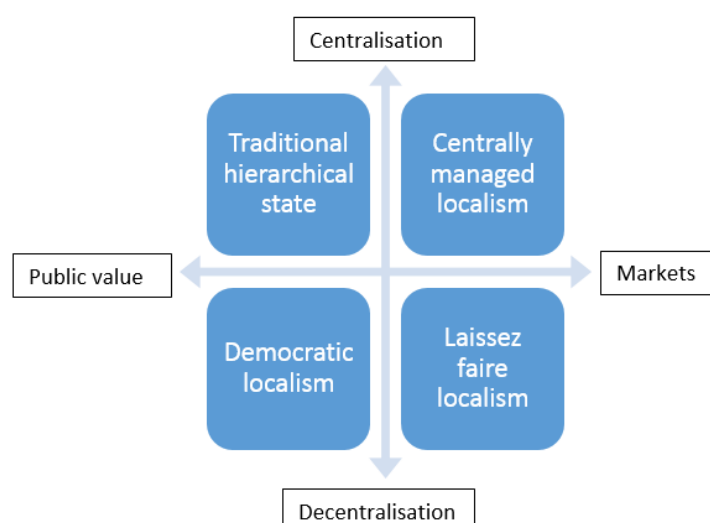 Centralisation
Traditional
hierarchical
state
Centrally
managed
localism
Public value
Markets
Democratic
localism
Laissez
faire
localism
Decentralisation